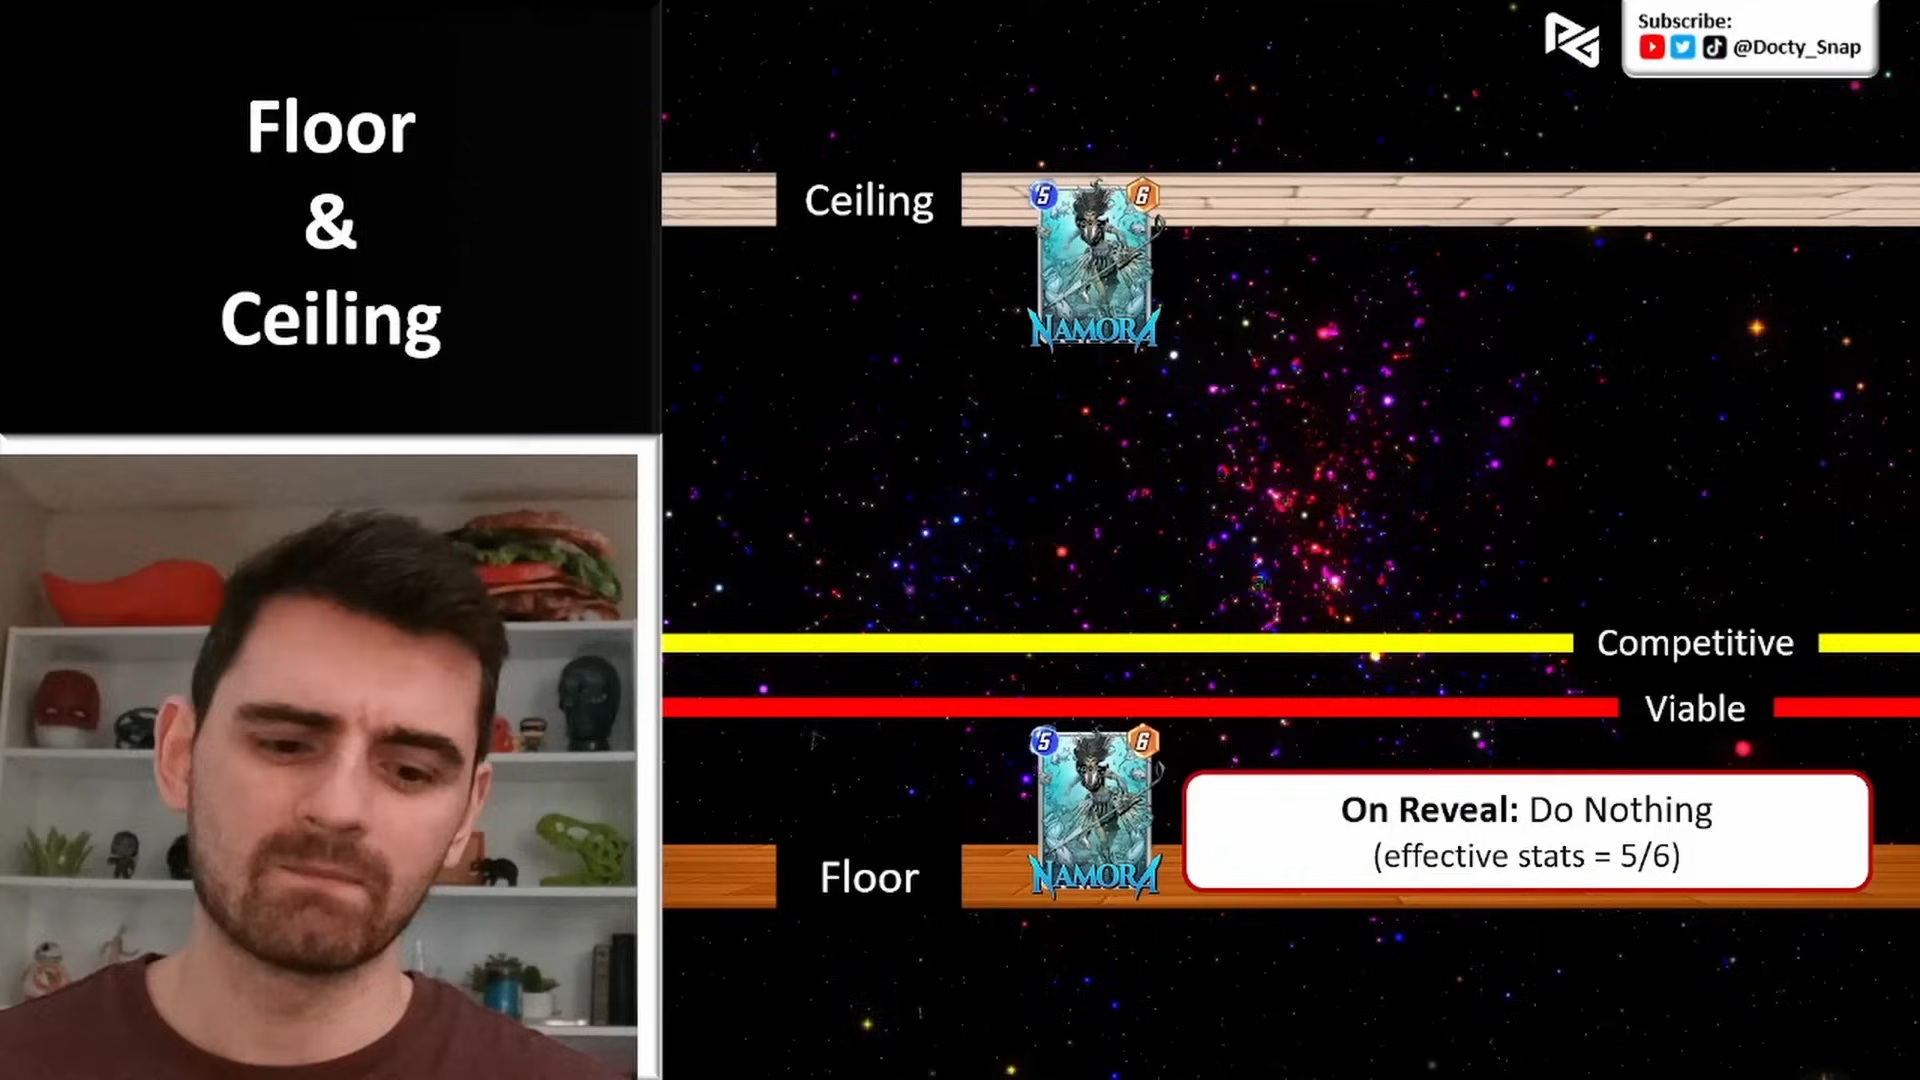 Floor
&
Ceiling
Subscribe:
@Docty_Snap
Ceiling
5
6
NAMORA
Competitive
Viable
5
6
NAMORA
On Reveal: Do Nothing
(effective stats = 5/6)
Floor